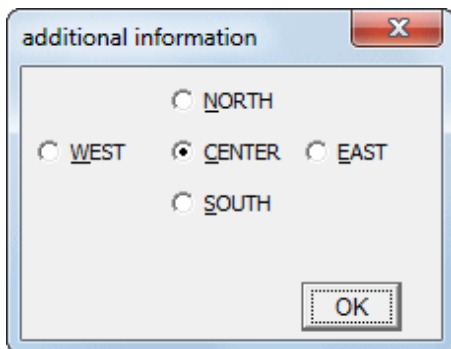 additional information
NORTH
WEST CENTER EAST
SOUTH
OK